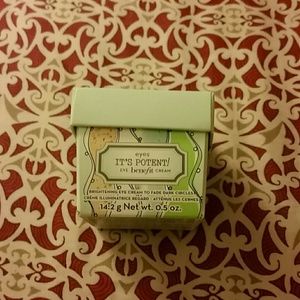 eyes
IT'S POTENT!
EYE benefit CREAM
BRIGHTENING EYE CREAM TO FADE DARK CIRCLES
CRÈME ILLUMINATRICE REGARD • ATTÉNUE LES CERNES
14.2 g Net wt. 0.5 oz.